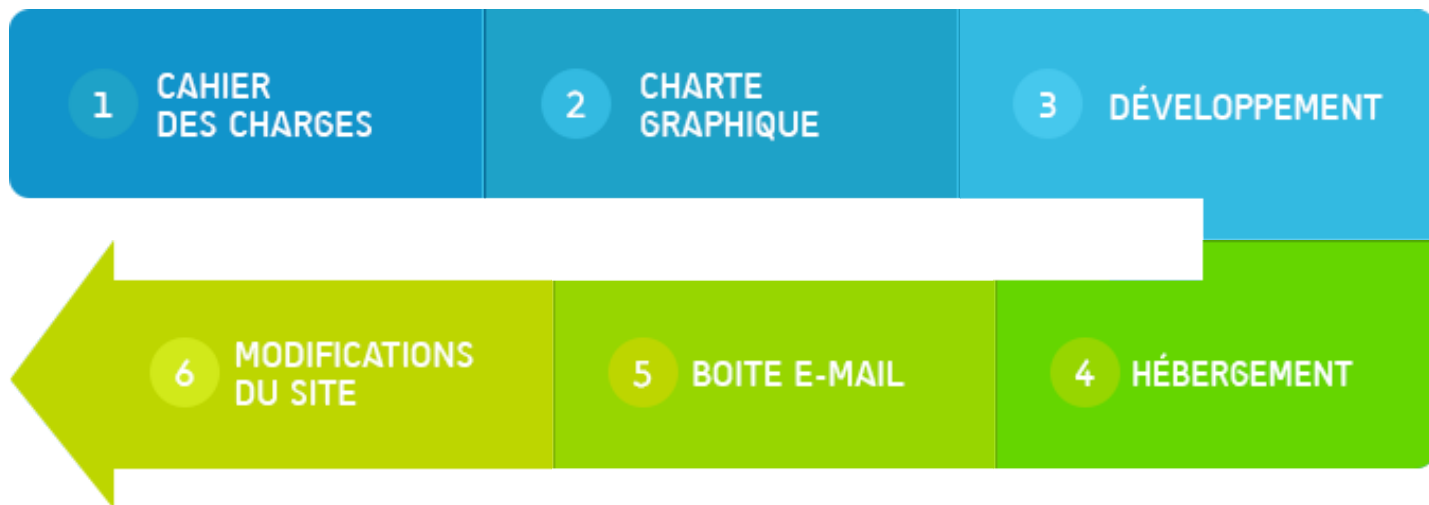 1 CAHIER
DES CHARGES
2 CHARTE
GRAPHIQUE
3 DÉVELOPPEMENT
4 HÉBERGEMENT
5 BOITE E-MAIL
6 MODIFICATIONS
DU SITE